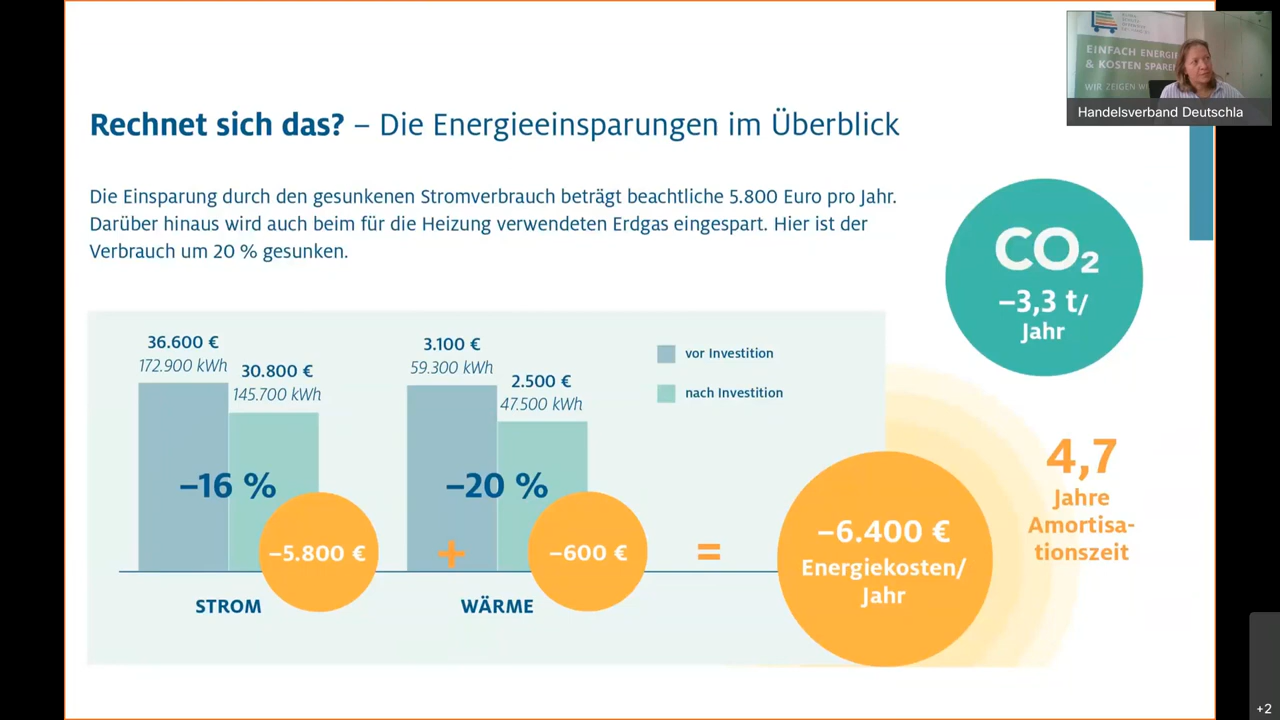 EINFACH ENERGIE
& KOSTEN SPAREN
WIR ZEIGEN
Handelsverband Deutschla
Rechnet sich das? – Die Energieeinsparungen im Überblick
Die Einsparung durch den gesunkenen Stromverbrauch beträgt beachtliche 5.800 Euro pro Jahr.
Darüber hinaus wird auch beim für die Heizung verwendeten Erdgas eingespart. Hier ist der
Verbrauch um 20 % gesunken.
CO₂
–3,3 t/
Jahr
36.600 €
172.900 kWh
30.800 €
145.700 kWh
–16 %
–5.800 €
STROM
+
3.100 €
59.300 kWh
2.500 €
47.500 kWh
–20 %
–600 €
WÄRME
vor Investition
nach Investition
=
–6.400 €
Energiekosten/
Jahr
4,7
Jahre
Amortisa-
tionszeit
+2